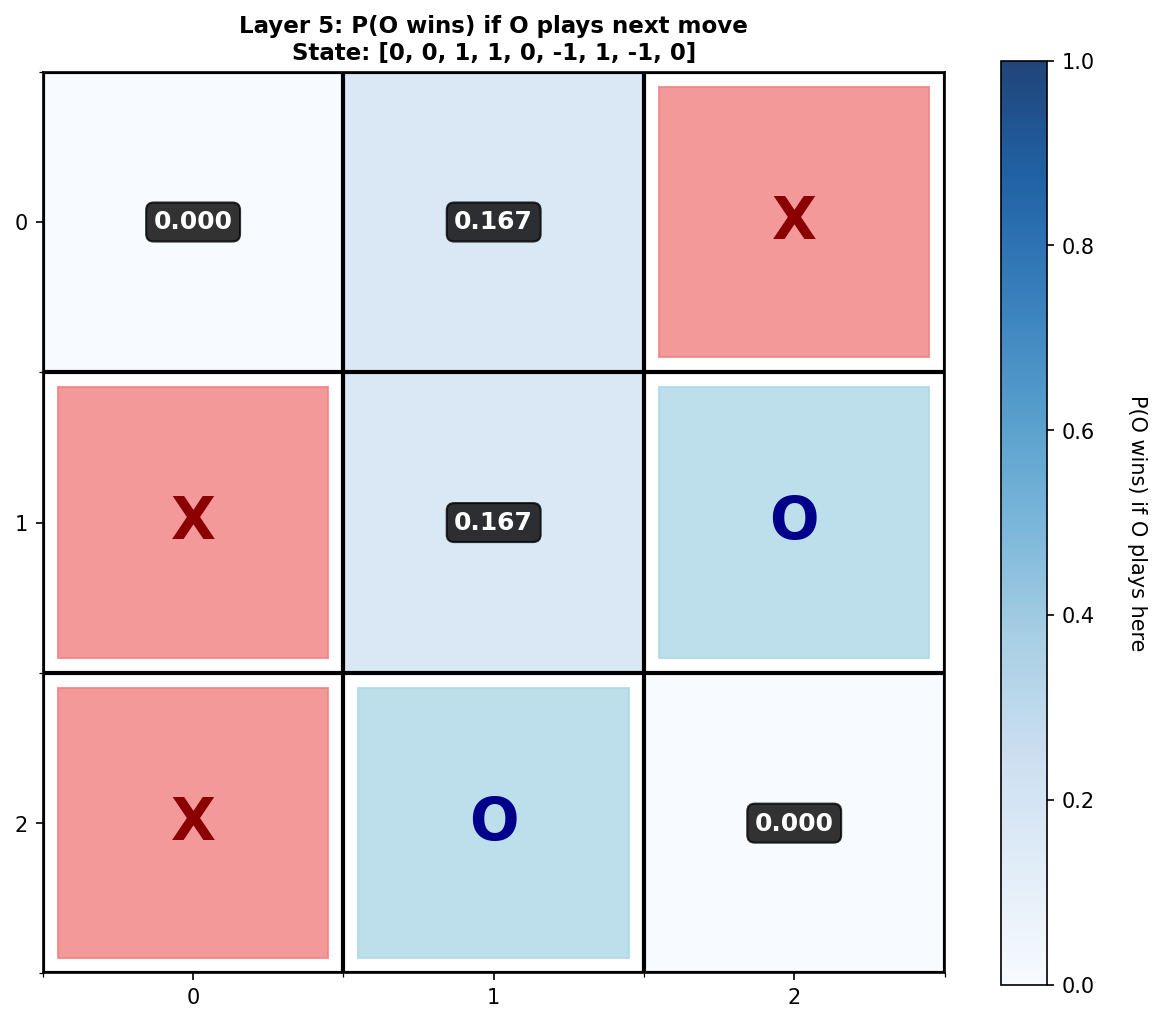 Layer 5: P(O wins) if O plays next move
State: [0, 0, 1, 1, 0, -1, 1, -1, 0]
0
0.000
0.167
X
1
X
0.167
O
2
X
O
0.000
0
1
2
1.0
0.8
0.6
0.4
0.2
0.0
P(O wins) if O plays here